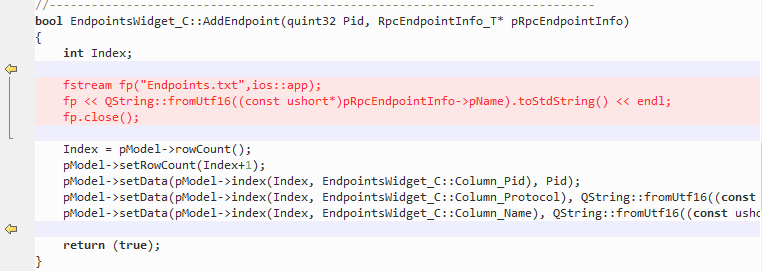 //--------------------------------------------------------------------
bool EndpointsWidget_C::AddEndpoint(quint32 Pid, RpcEndpointInfo_T* pRpcEndpointInfo)
{
int Index;
fstream fp("Endpoints.txt",ios::app);
fp << QString::fromUtf16((const ushort*)pRpcEndpointInfo->pName).toStdString() << endl;
fp.close();
Index = pModel->rowCount();
pModel->setRowCount(Index+1);
pModel->setData(pModel->index(Index, EndpointsWidget_C::Column_Pid), Pid);
pModel->setData(pModel->index(Index, EndpointsWidget_C::Column_Protocol), QString::fromUtf16((const
pModel->setData(pModel->index(Index, EndpointsWidget_C::Column_Name), QString::fromUtf16((const usho
return (true);
}